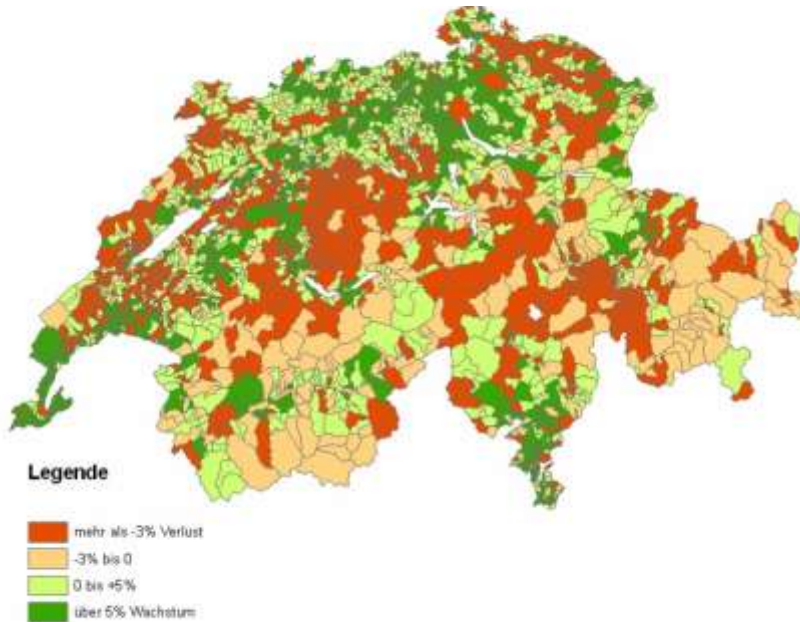 Legende
mehr als -3% Verlust
-3% bis 0
0 bis +5%
über 5% Wachstum